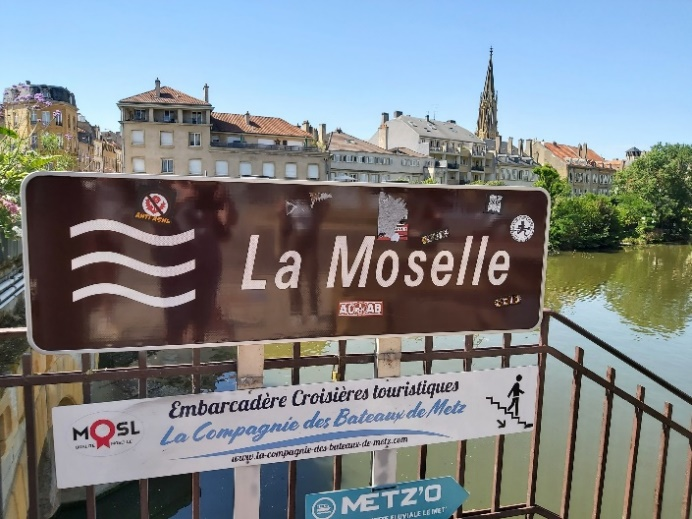 La Moselle
MOSL
Embarcadère Croisières touristiques
La Compagnie des Bateaux de Metz
www.la-compagnie-des-bateaux-de-metz.com
METZ'O